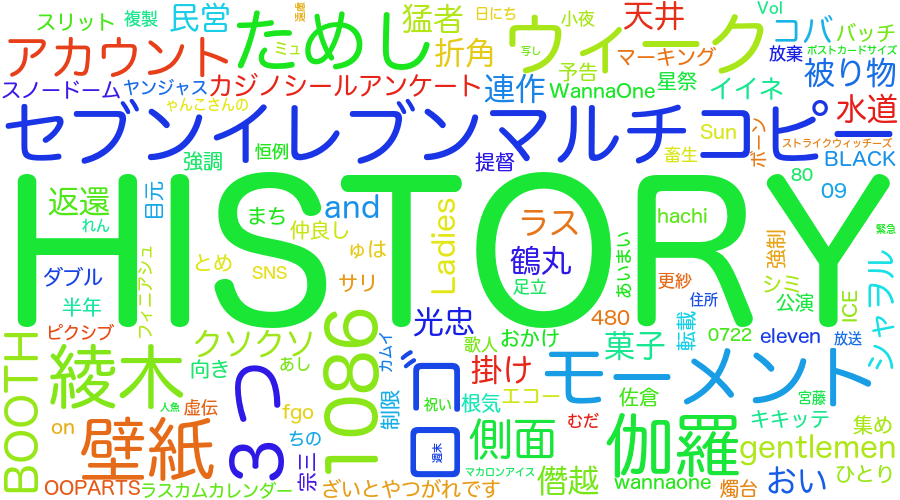 スリット 複製 民営 ためし 猛者 日にち 小夜 天井 Vol コバ バッチ
アカウント ミュ 折角 ウィーク 写し マーキング 放棄 ポストカードサイズ
スノードーム ヤンジャス カジノシールアンケート 連作 予告 WannaOne 星祭 イイネ 被り物
ゃんこさんの 水道
セブンイレブンマルチコピー
強調 恒例 提督 Sun 畜生 ボーン ストライクウィッチーズ BLACK
HISTORY
返還 れん 目元 まち and 仲良し Ladies ラス hachi 80 09 緊急
ダブル フィニアシュ とめ SNS ゅは サリ 鶴丸 足立 あいまい 更紗 強制 シミ 公演 ICE シャヲル
半年 住所
ピクシブ クソクソ 1086 光忠 歌人 おかけ 480 菓子 転載 0722 eleven 放送
BOOTH 綾木 向き あし カムイ ゴロ 掛け モーメント
人魚 虚伝 3つ fgo 制限 祝い 根気 エコー 佐倉 宮藤
on 壁紙 ちの 週末 側面 むだ 伽羅 キキッテ 集め
宗三 マカロンアイス gentlemen
OOPARTS ラスカムカレンダー ざいとやつがれです 僭越 wannaone 燭台 おい ひとり